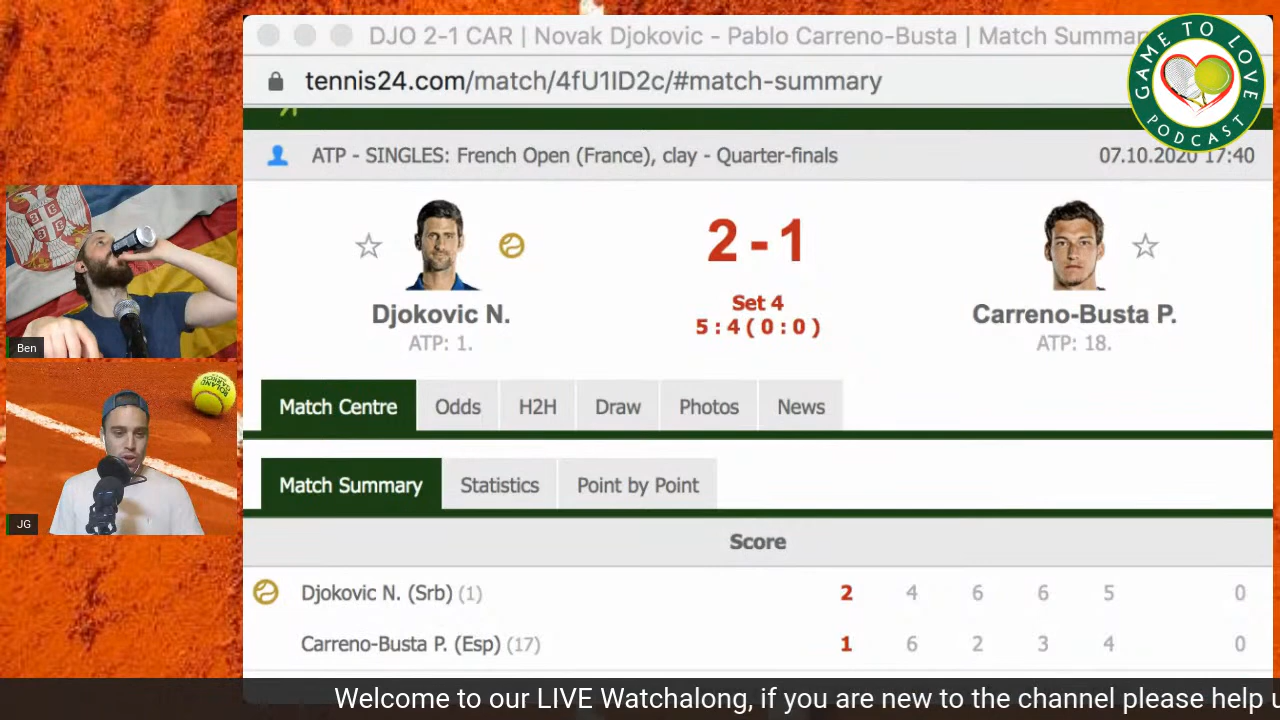 DJO 2-1 CAR | Novak Djokovic - Pablo Carreno-Busta | Match Summar
tennis24.com/match/4fU1ID2c/#match-summary
GAME TO LOVE
PODCAST
ATP - SINGLES: French Open (France), clay - Quarter-finals
07.10.2020 17:40
2 - 1
Set 4
5 : 4 ( 0 : 0 )
Djokovic N.
ATP: 1.
Carreno-Busta P.
ATP: 18.
Ben
ROLAND
GARROS
JG
Match Centre Odds H2H Draw Photos News
Match Summary Statistics Point by Point
Score
Djokovic N. (Srb) (1) 2 4 6 6 5 0
Carreno-Busta P. (Esp) (17) 1 6 2 3 4 0
Welcome to our LIVE Watchalong, if you are new to the channel please help u